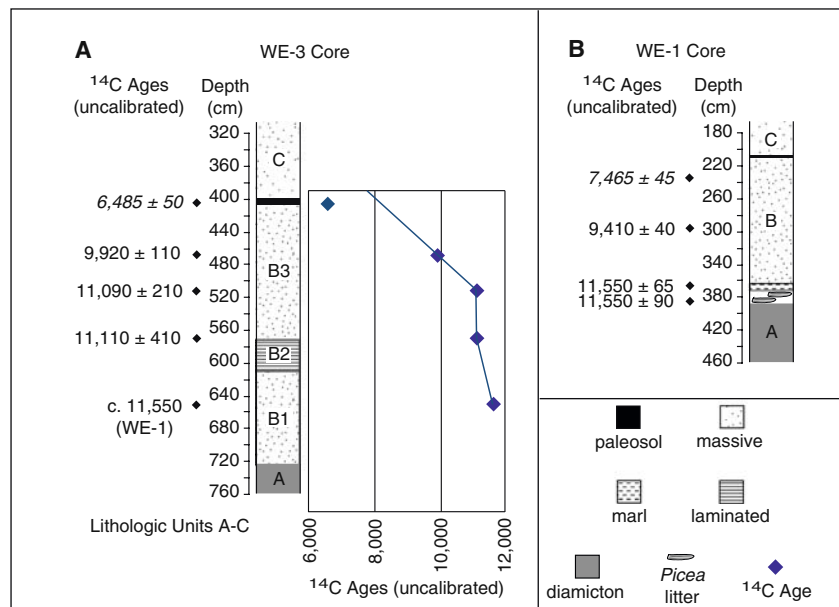 A
WE-3 Core
14C Ages
(uncalibrated)
Depth
(cm)
320
360
400
440
480
520
560
600
640
680
720
760
6,485 ± 50
9,920 ± 110
11,090 ± 210
11,110 ± 410
c. 11,550
(WE-1)
C
B3
B2
B1
A
Lithologic Units A-C
6,000
8,000
10,000
12,000
14C Ages (uncalibrated)
B
WE-1 Core
14C Ages
(uncalibrated)
Depth
(cm)
180
220
260
300
340
380
420
460
7,465 ± 45
9,410 ± 40
11,550 ± 65
11,550 ± 90
C
B
A
paleosol
massive
marl
laminated
diamicton
Picea
litter
14C Age